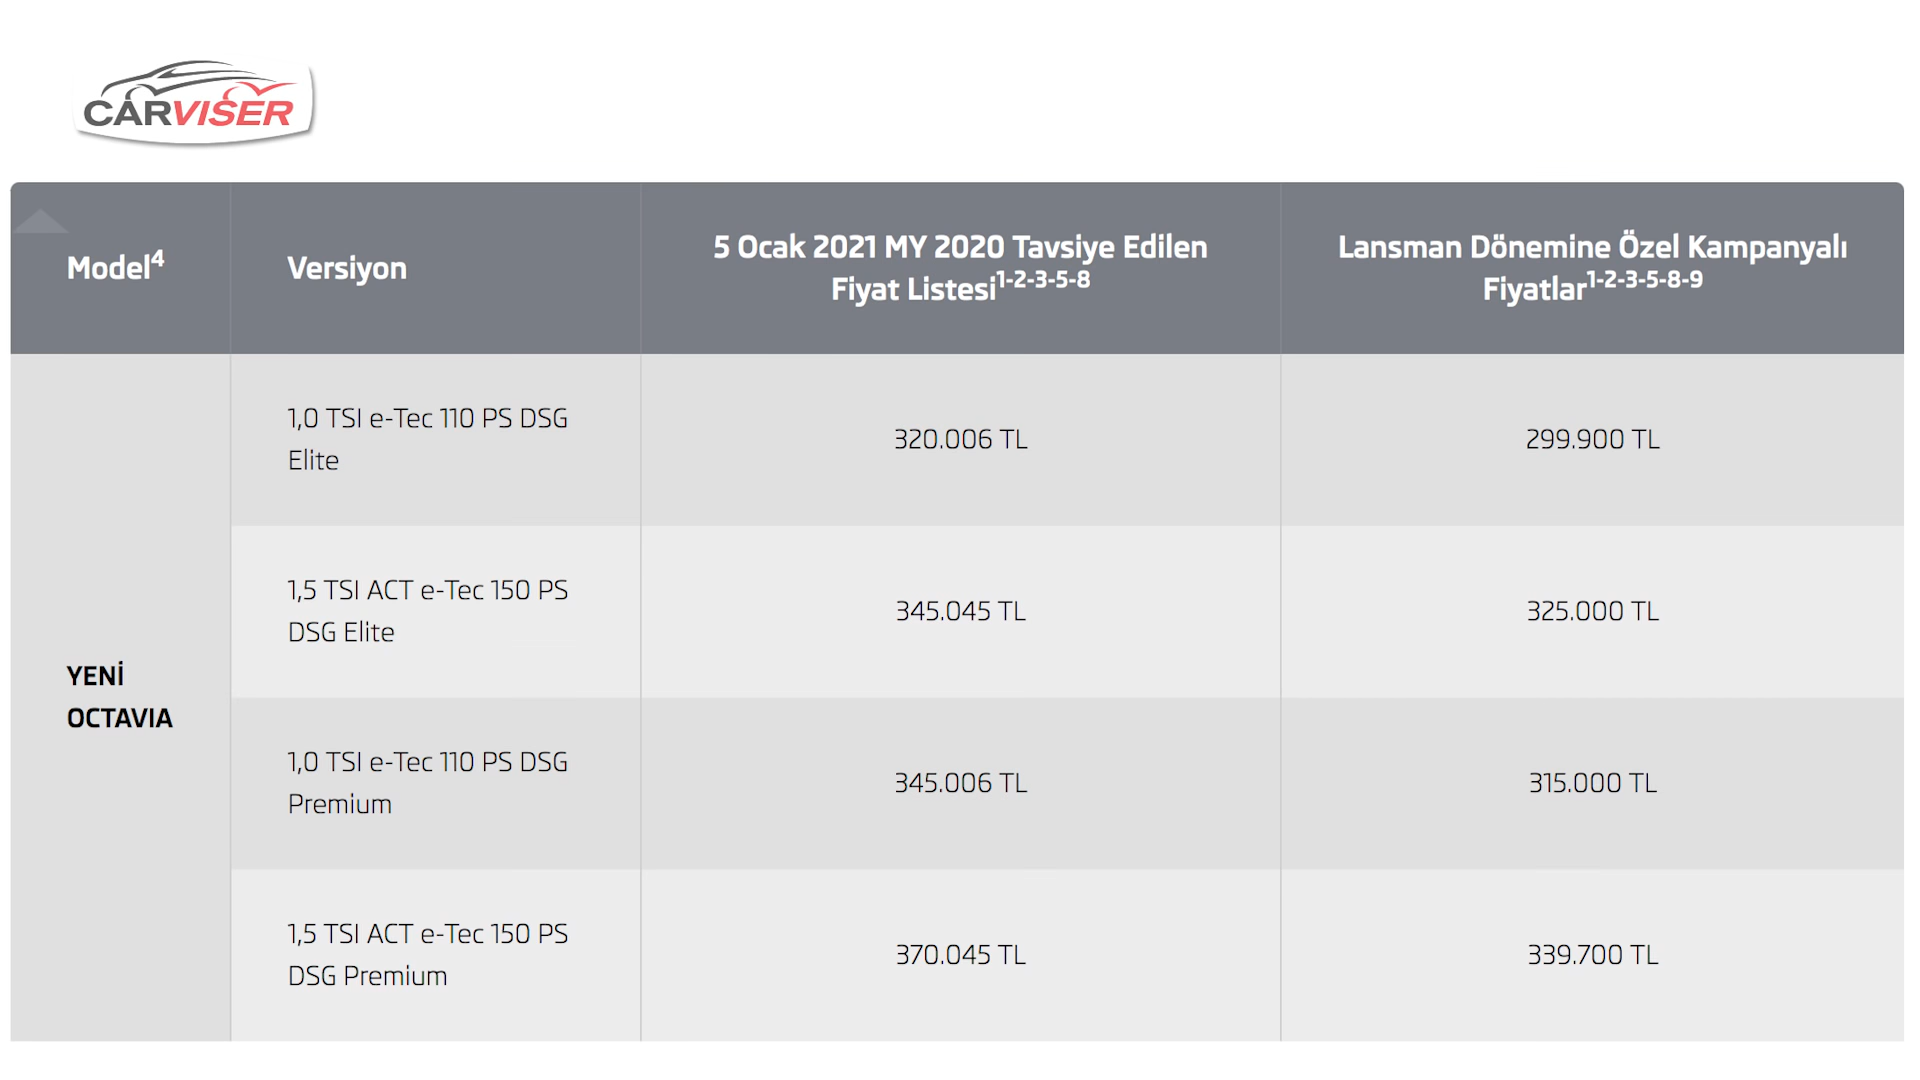 CARVISER
Model⁴
Versiyon
5 Ocak 2021 MY 2020 Tavsiye Edilen
Fiyat Listesi¹⁻²⁻³⁻⁵⁻⁸
Lansman Dönemine Özel Kampanyalı
Fiyatlar¹⁻²⁻³⁻⁵⁻⁸⁻⁹
YENİ
OCTAVIA
1,0 TSI e-Tec 110 PS DSG
Elite
320.006 TL
299.900 TL
1,5 TSI ACT e-Tec 150 PS
DSG Elite
345.045 TL
325.000 TL
1,0 TSI e-Tec 110 PS DSG
Premium
345.006 TL
315.000 TL
1,5 TSI ACT e-Tec 150 PS
DSG Premium
370.045 TL
339.700 TL